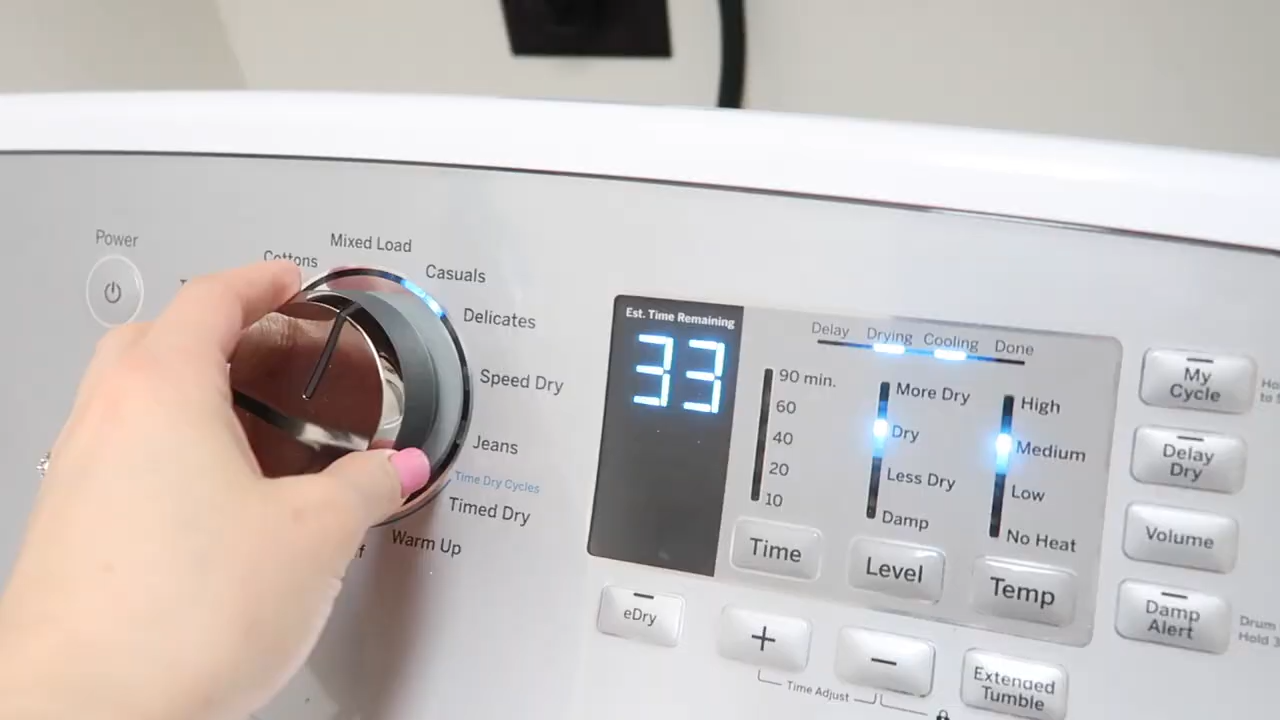 Power
Cottons
Mixed Load
Casuals
Delicates
Speed Dry
Jeans
Time Dry Cycles
Timed Dry
Warm Up
Est. Time Remaining
33
Delay Drying Cooling Done
90 min.
60
40
20
10
Time
More Dry
Dry
Less Dry
Damp
Level
High
Medium
Low
No Heat
Temp
My
Cycle
Delay
Dry
Volume
Damp
Alert
Drum
eDry
+
−
Time Adjust
Extended
Tumble